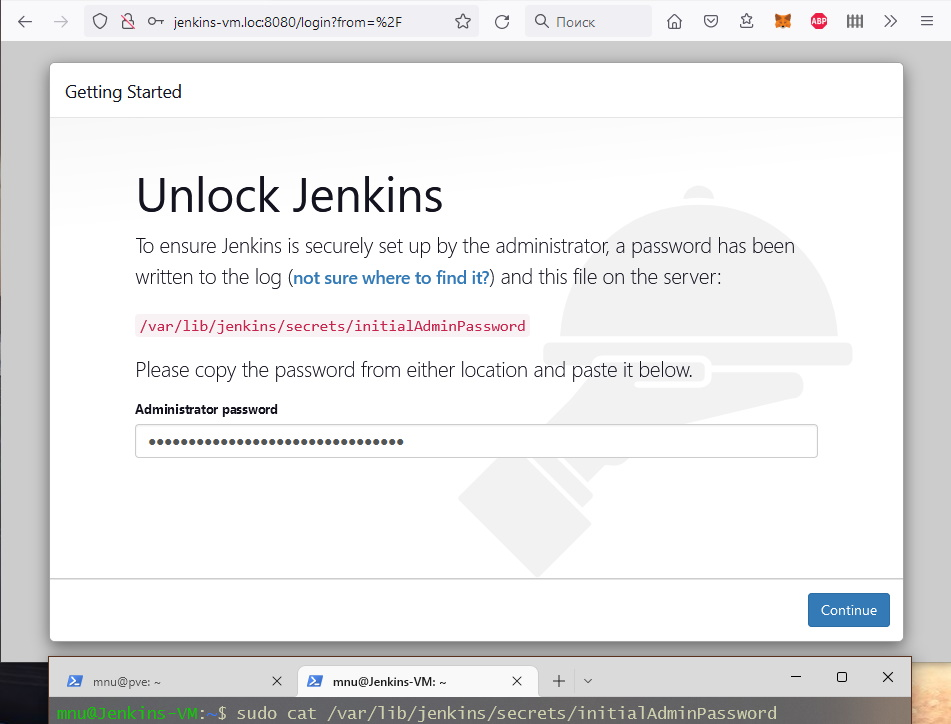 jenkins-vm.loc:8080/login?from=%2F
Поиск
ABP
Getting Started
Unlock Jenkins
To ensure Jenkins is securely set up by the administrator, a password has been
written to the log (not sure where to find it?) and this file on the server:
/var/lib/jenkins/secrets/initialAdminPassword
Please copy the password from either location and paste it below.
Administrator password
••••••••••••••••••••••••••••••••
Continue
mnu@pve: ~
mnu@Jenkins-VM: ~
mnu@Jenkins-VM:~$ sudo cat /var/lib/jenkins/secrets/initialAdminPassword